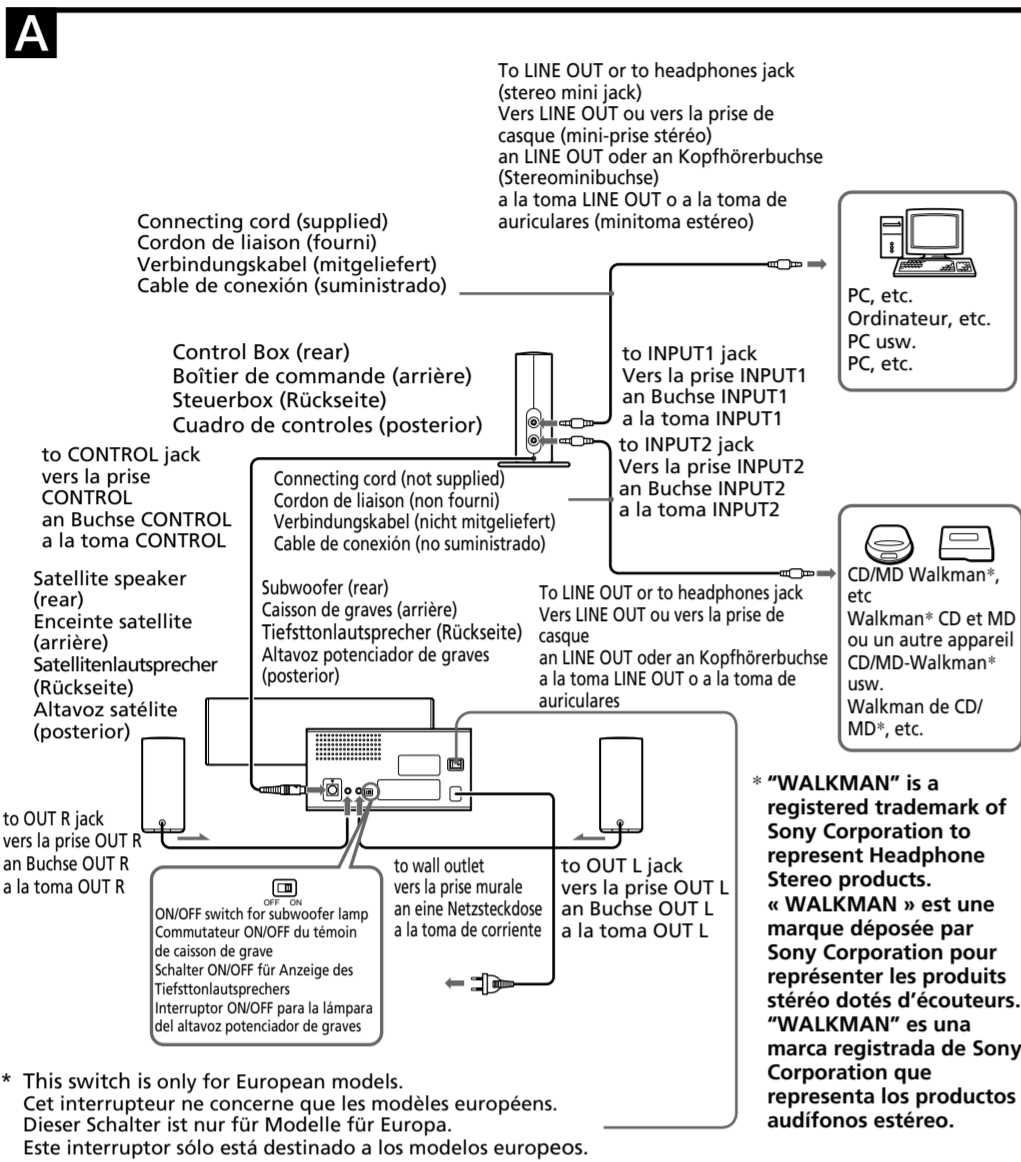 A
To LINE OUT or to headphones jack
(stereo mini jack)
Vers LINE OUT ou vers la prise de
casque (mini-prise stéréo)
an LINE OUT oder an Kopfhörerbuchse
(Stereominibuchse)
a la toma LINE OUT o a la toma de
auriculares (minitoma estéreo)
Connecting cord (supplied)
Cordon de liaison (fourni)
Verbindungskabel (mitgeliefert)
Cable de conexión (suministrado)
PC, etc.
Ordinateur, etc.
PC usw.
PC, etc.
Control Box (rear)
Boîtier de commande (arrière)
Steuerbox (Rückseite)
Cuadro de controles (posterior)
to INPUT1 jack
Vers la prise INPUT1
an Buchse INPUT1
a la toma INPUT1
to INPUT2 jack
Vers la prise INPUT2
an Buchse INPUT2
a la toma INPUT2
to CONTROL jack
vers la prise
CONTROL
an Buchse CONTROL
a la toma CONTROL
Connecting cord (not supplied)
Cordon de liaison (non fourni)
Verbindungskabel (nicht mitgeliefert)
Cable de conexión (no suministrado)
Satellite speaker
(rear)
Enceinte satellite
(arrière)
Satellitenlautsprecher
(Rückseite)
Altavoz satélite
(posterior)
Subwoofer (rear)
Caisson de graves (arrière)
Tiefsttonlautsprecher (Rückseite)
Altavoz potenciador de graves
(posterior)
To LINE OUT or to headphones jack
Vers LINE OUT ou vers la prise de
casque
an LINE OUT oder an Kopfhörerbuchse
a la toma LINE OUT o a la toma de
auriculares
CD/MD Walkman*,
etc
Walkman* CD et MD
ou un autre appareil
CD/MD-Walkman*
usw.
Walkman de CD/
MD*, etc.
to OUT R jack
vers la prise OUT R
an Buchse OUT R
a la toma OUT R
OFF ON
ON/OFF switch for subwoofer lamp
Commutateur ON/OFF du témoin
de caisson de grave
Schalter ON/OFF für Anzeige des
Tiefsttonlautsprechers
Interruptor ON/OFF para la lámpara
del altavoz potenciador de graves
to wall outlet
vers la prise murale
an eine Netzsteckdose
a la toma de corriente
to OUT L jack
vers la prise OUT L
an Buchse OUT L
a la toma OUT L
* "WALKMAN" is a
registered trademark of
Sony Corporation to
represent Headphone
Stereo products.
« WALKMAN » est une
marque déposée par
Sony Corporation pour
représenter les produits
stéréo dotés d'écouteurs.
"WALKMAN" es una
marca registrada de Sony
Corporation que
representa los productos
audífonos estéreo.
* This switch is only for European models.
Cet interrupteur ne concerne que les modèles européens.
Dieser Schalter ist nur für Modelle für Europa.
Este interruptor sólo está destinado a los modelos europeos.